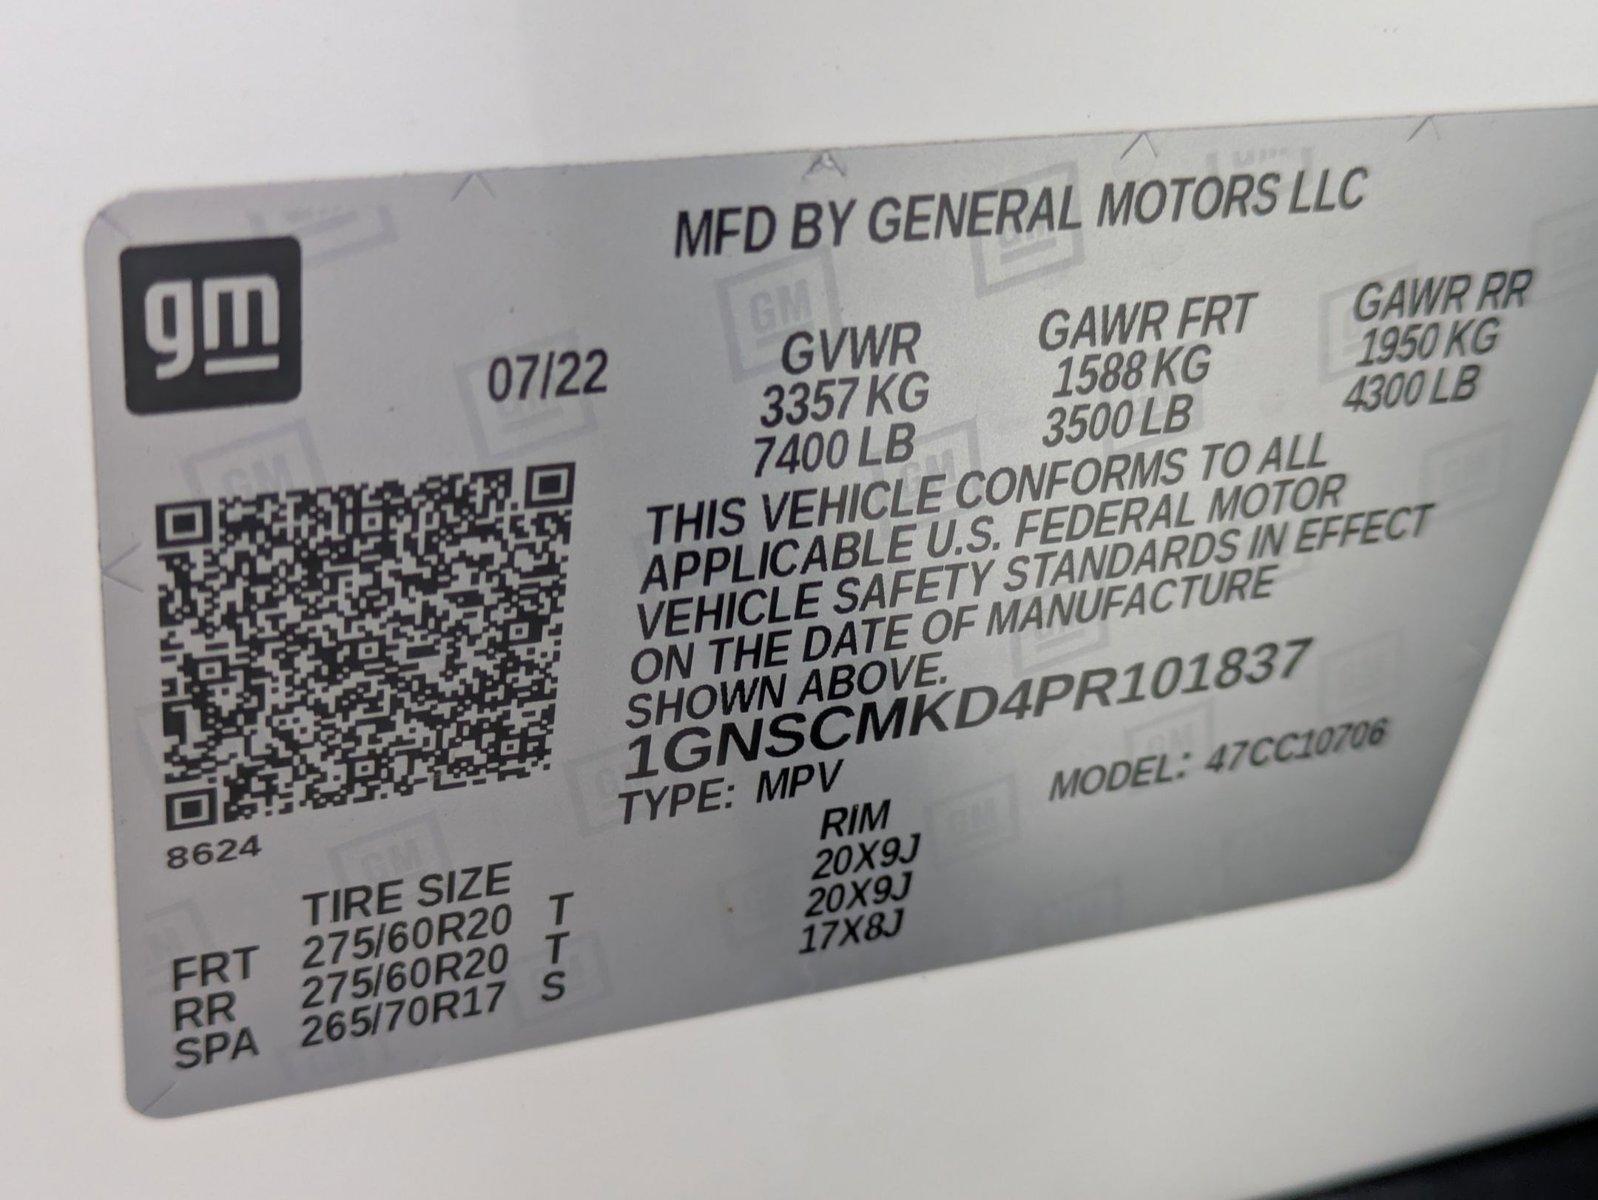 gm
MFD BY GENERAL MOTORS LLC
07/22
GVWR GAWR FRT GAWR RR
3357 KG 1588 KG 1950 KG
7400 LB 3500 LB 4300 LB
THIS VEHICLE CONFORMS TO ALL
APPLICABLE U.S. FEDERAL MOTOR
VEHICLE SAFETY STANDARDS IN EFFECT
ON THE DATE OF MANUFACTURE
SHOWN ABOVE.
1GNSCMKD4PR101837
TYPE: MPV MODEL: 47CC10706
8624
TIRE SIZE RIM
FRT 275/60R20 T 20X9J
RR 275/60R20 T 20X9J
SPA 265/70R17 S 17X8J